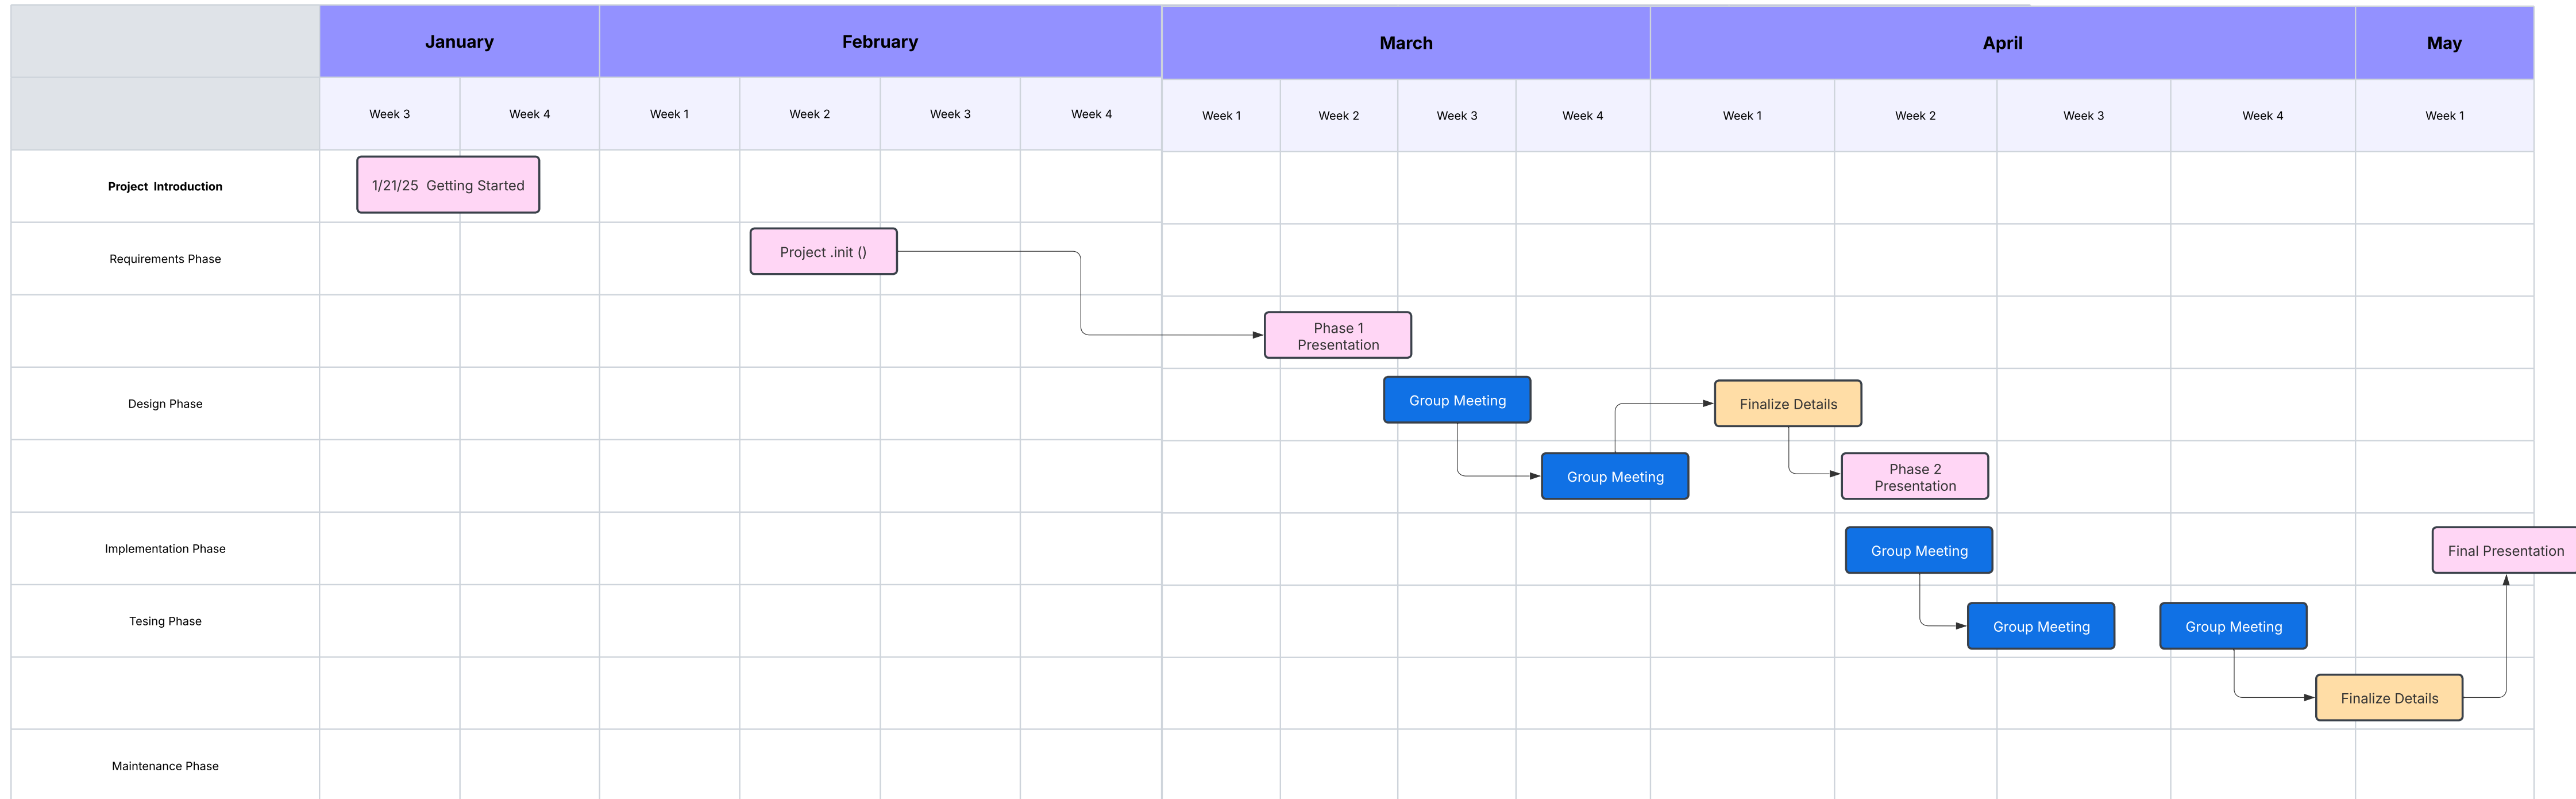 January
February
March
April
May
Week 3
Week 4
Week 1
Week 2
Week 3
Week 4
Week 1
Week 2
Week 3
Week 4
Week 1
Week 2
Week 3
Week 4
Week 1
Project Introduction
1/21/25 Getting Started
Requirements Phase
Project .init ()
Phase 1
Presentation
Design Phase
Group Meeting
Finalize Details
Group Meeting
Phase 2
Presentation
Implementation Phase
Group Meeting
Final Presentation
Tesing Phase
Group Meeting
Group Meeting
Finalize Details
Maintenance Phase